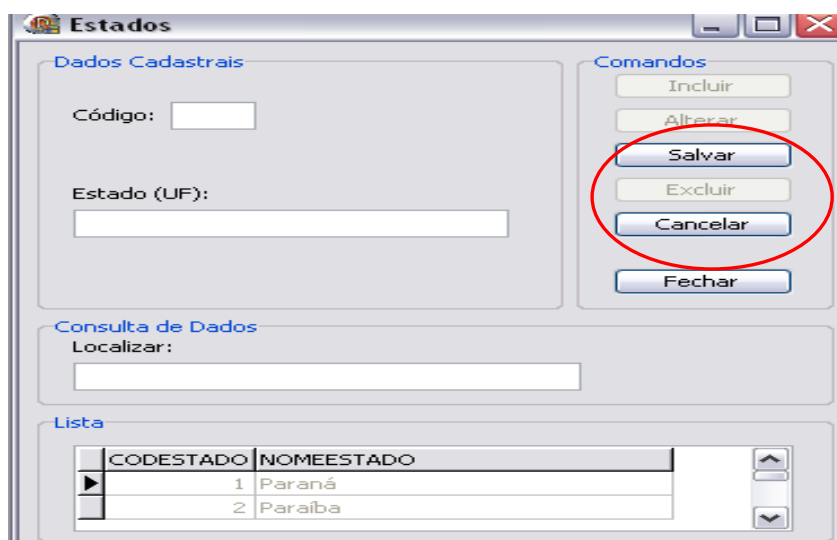 Estados
Dados Cadastrais
Código:
Estado (UF):
Comandos
Incluir
Alterar
Salvar
Excluir
Cancelar
Fechar
Consulta de Dados
Localizar:
Lista
CODESTADO NOMEESTADO
1 Paraná
2 Paraíba